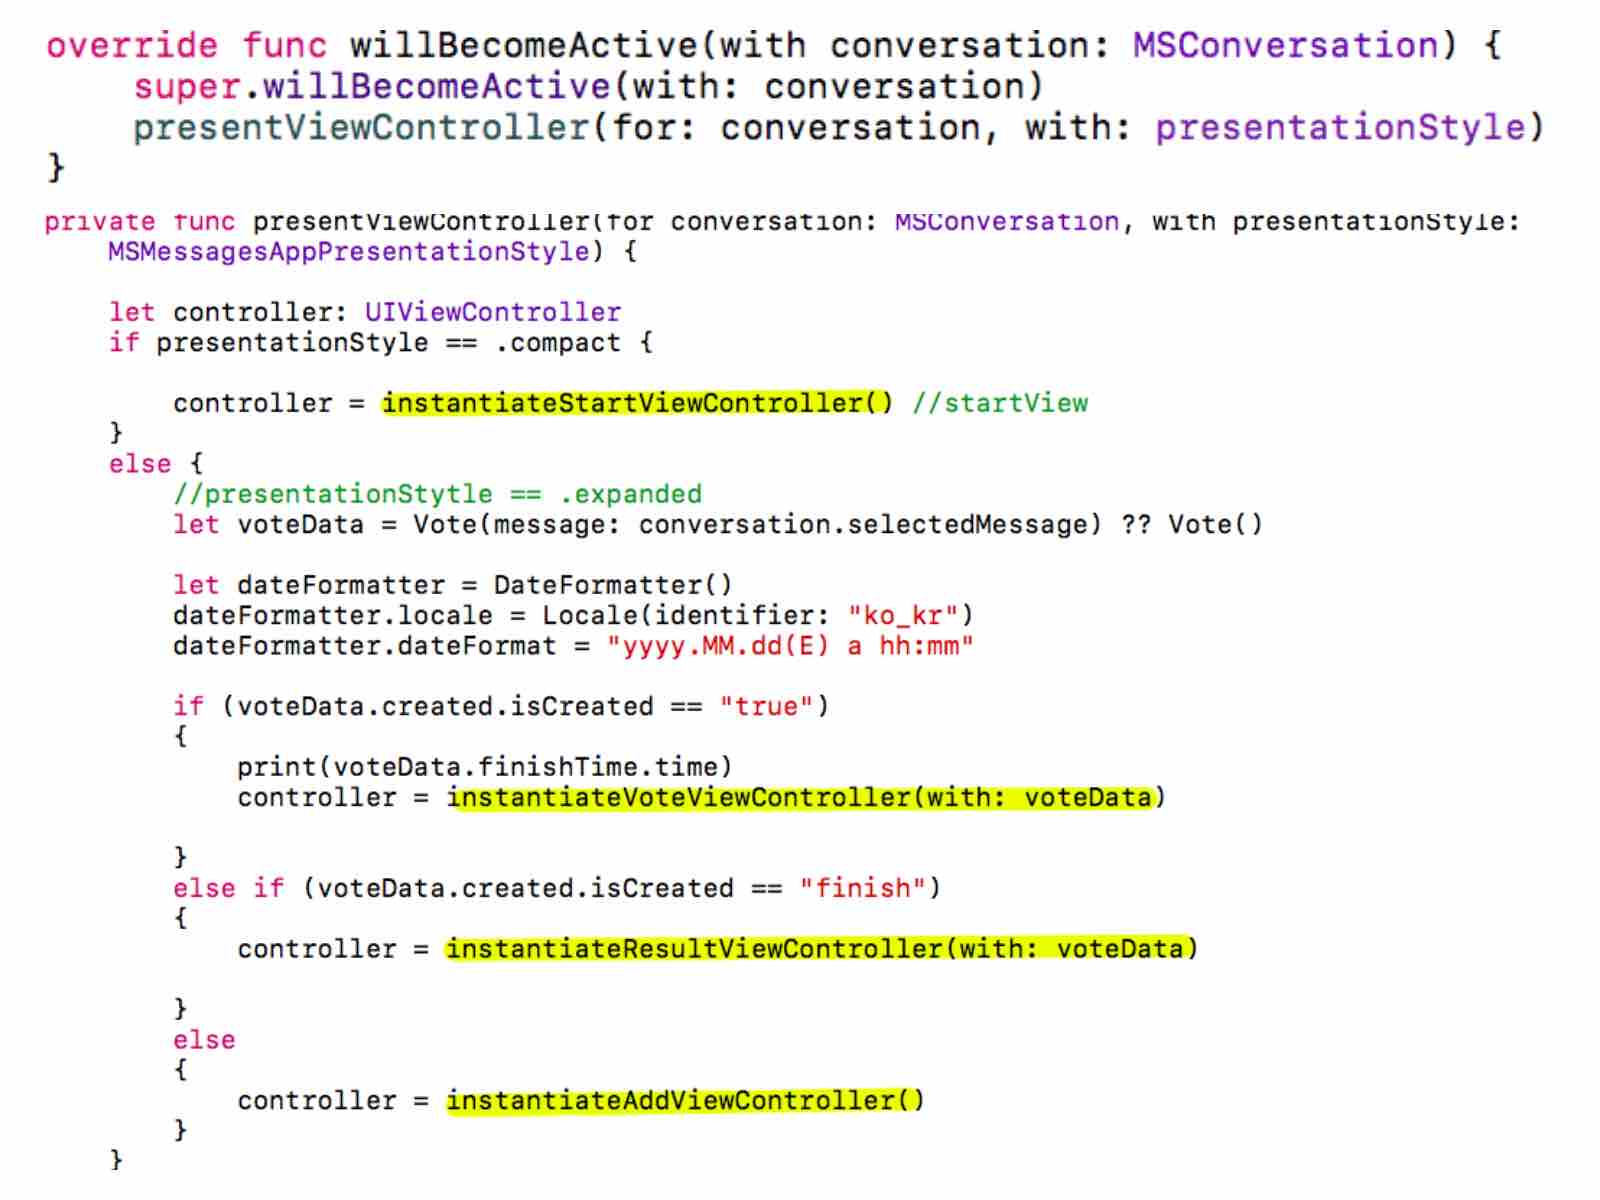 override func willBecomeActive(with conversation: MSConversation) {
super.willBecomeActive(with: conversation)
presentViewController(for: conversation, with: presentationStyle)
}
private func presentViewController(for conversation: MSConversation, with presentationStyle:
MSMessagesAppPresentationStyle) {
let controller: UIViewController
if presentationStyle == .compact {
controller = instantiateStartViewController() //startView
}
else {
//presentationStytle == .expanded
let voteData = Vote(message: conversation.selectedMessage) ?? Vote()
let dateFormatter = DateFormatter()
dateFormatter.locale = Locale(identifier: "ko_kr")
dateFormatter.dateFormat = "yyyy.MM.dd(E) a hh:mm"
if (voteData.created.isCreated == "true")
{
print(voteData.finishTime.time)
controller = instantiateVoteViewController(with: voteData)
}
else if (voteData.created.isCreated == "finish")
{
controller = instantiateResultViewController(with: voteData)
}
else
{
controller = instantiateAddViewController()
}
}